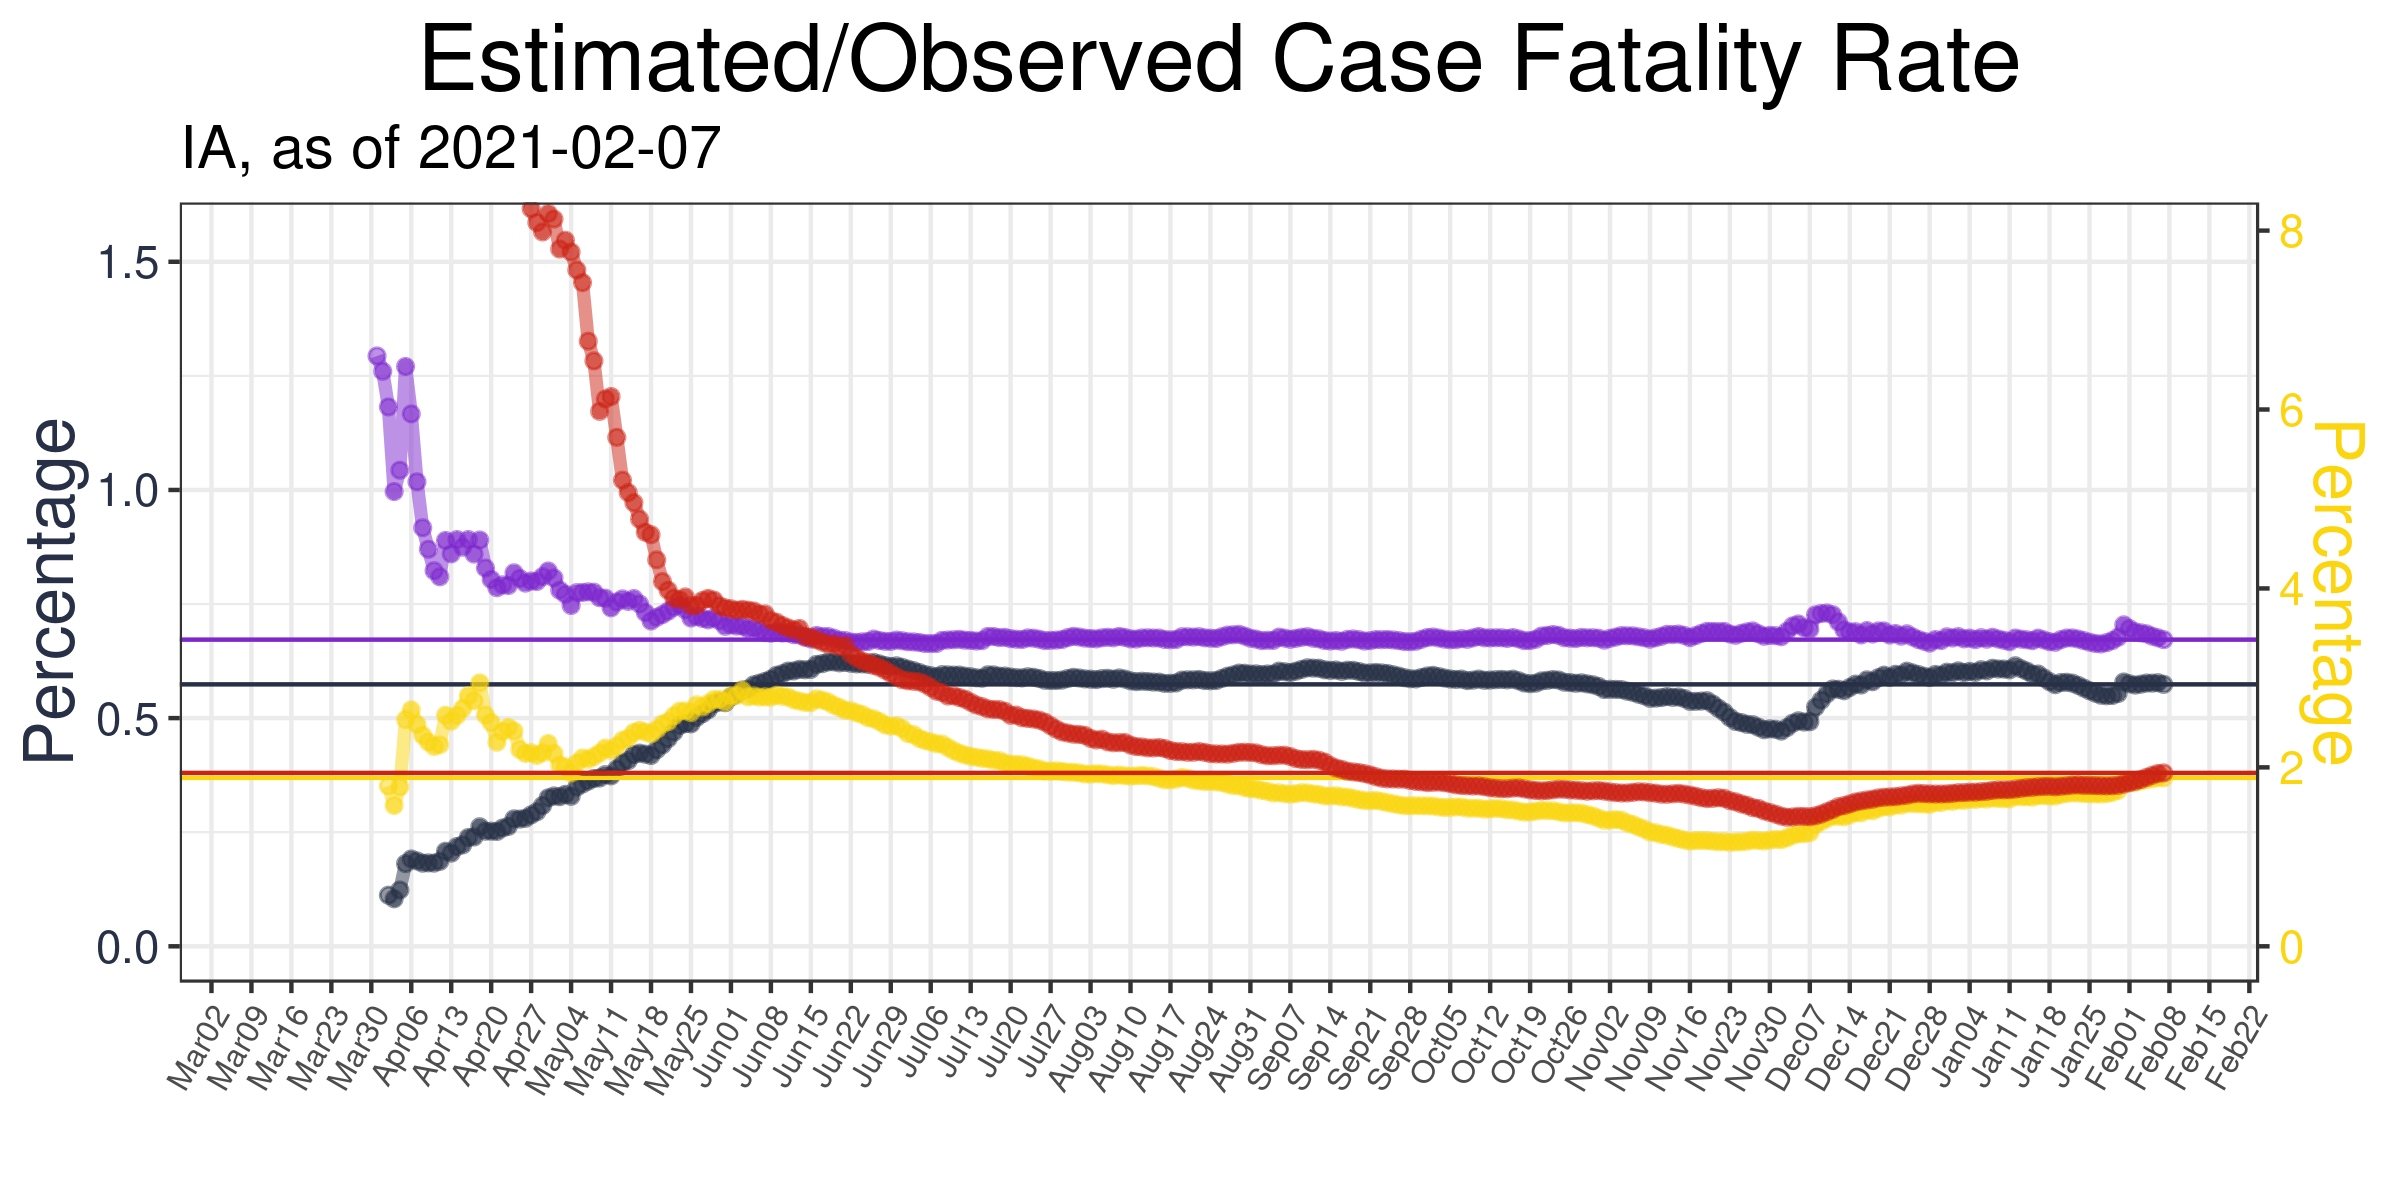 Estimated/Observed Case Fatality Rate
IA, as of 2021-02-07
Percentage
1.5
1.0
0.5
0.0
8
6
4
2
0
Percentage
Mar02
Mar09
Mar16
Mar23
Mar30
Apr06
Apr13
Apr20
Apr27
May04
May11
May18
May25
Jun01
Jun08
Jun15
Jun22
Jun29
Jul06
Jul13
Jul20
Jul27
Aug03
Aug10
Aug17
Aug24
Aug31
Sep07
Sep14
Sep21
Sep28
Oct05
Oct12
Oct19
Oct26
Nov02
Nov09
Nov16
Nov23
Nov30
Dec07
Dec14
Dec21
Dec28
Jan04
Jan11
Jan18
Jan25
Feb01
Feb08
Feb15
Feb22